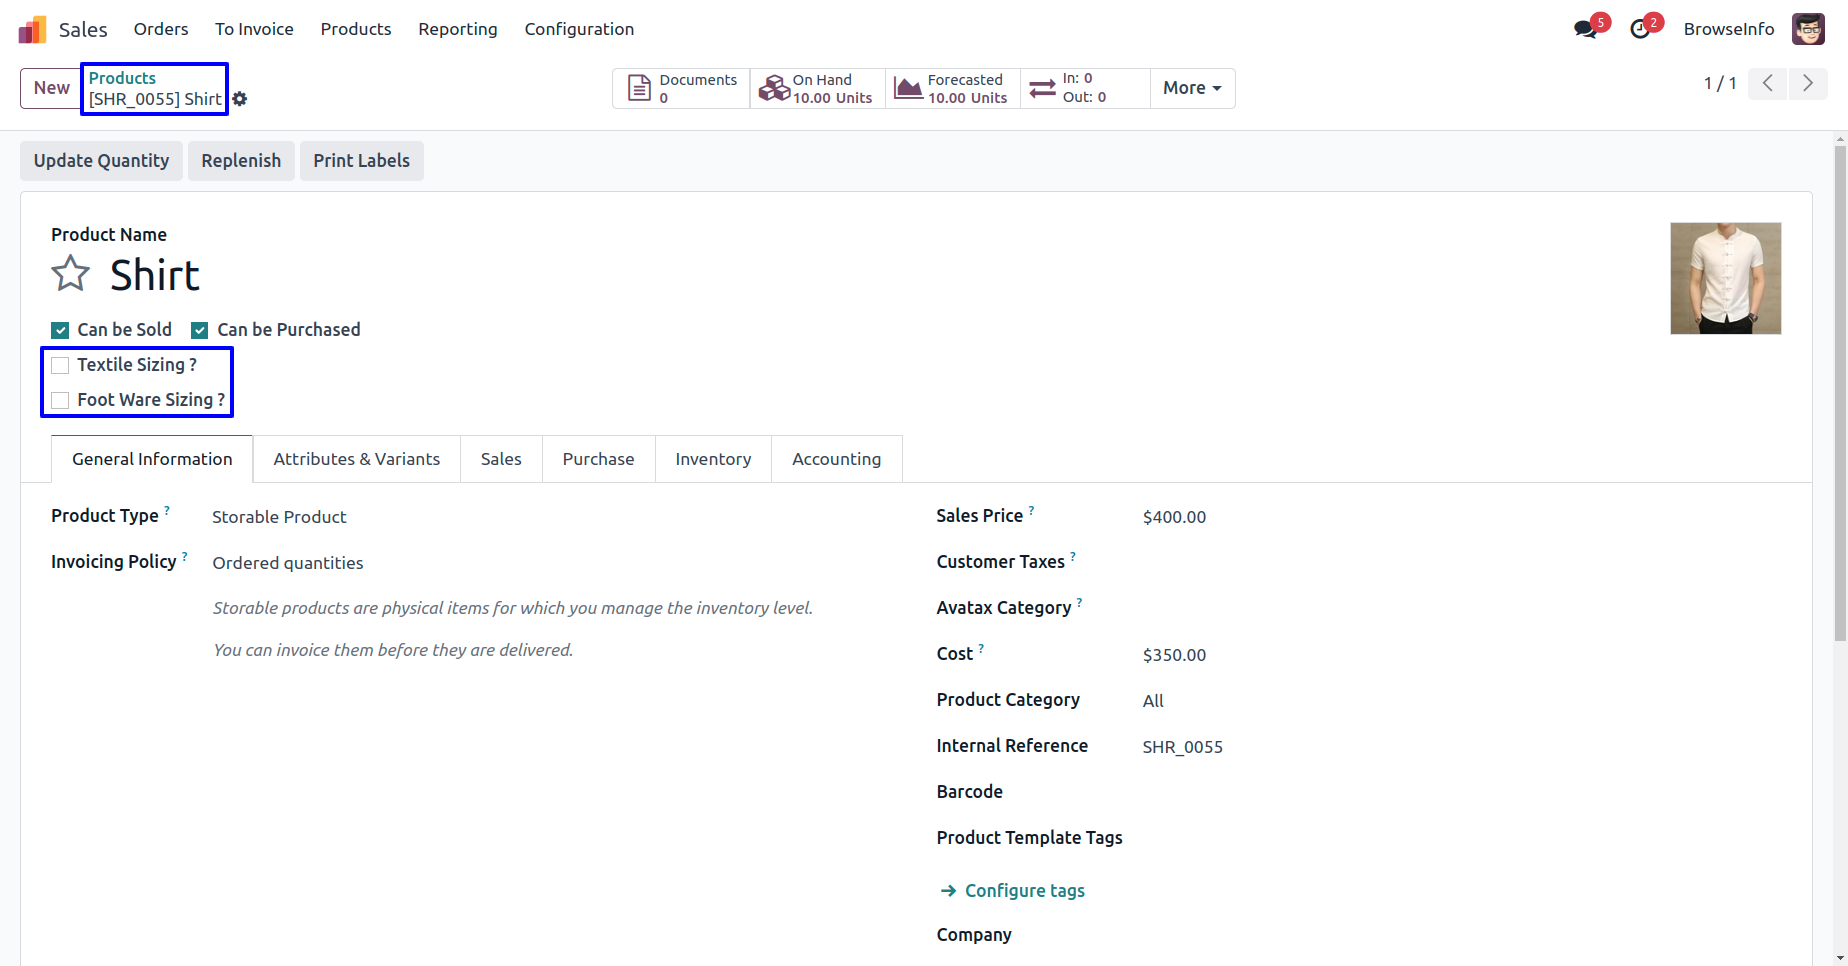 Sales Orders To Invoice Products Reporting Configuration 5 2 BrowseInfo
New Products
[SHR_0055] Shirt
Documents
0
On Hand
10.00 Units
Forecasted
10.00 Units
In: 0
Out: 0
More
1 / 1
Update Quantity Replenish Print Labels
Product Name
Shirt
Can be Sold Can be Purchased
Textile Sizing ?
Foot Ware Sizing ?
General Information Attributes & Variants Sales Purchase Inventory Accounting
Product Type ? Storable Product
Invoicing Policy ? Ordered quantities
Storable products are physical items for which you manage the inventory level.
You can invoice them before they are delivered.
Sales Price ? $400.00
Customer Taxes ?
Avatax Category ?
Cost ? $350.00
Product Category All
Internal Reference SHR_0055
Barcode
Product Template Tags
→ Configure tags
Company